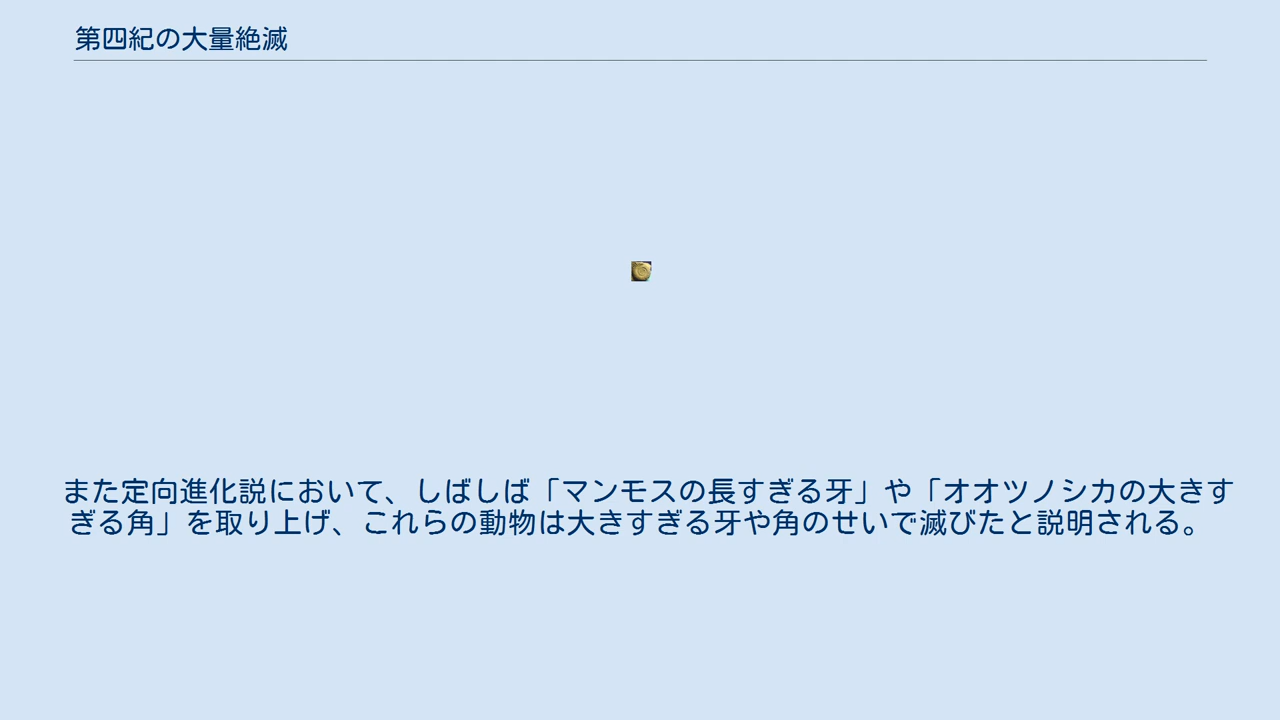 第四紀の大量絶滅
また定向進化説において、しばしば「マンモスの長すぎる牙」や「オオツノシカの大きす
ぎる角」を取り上げ、これらの動物は大きすぎる牙や角のせいで滅びたと説明される。